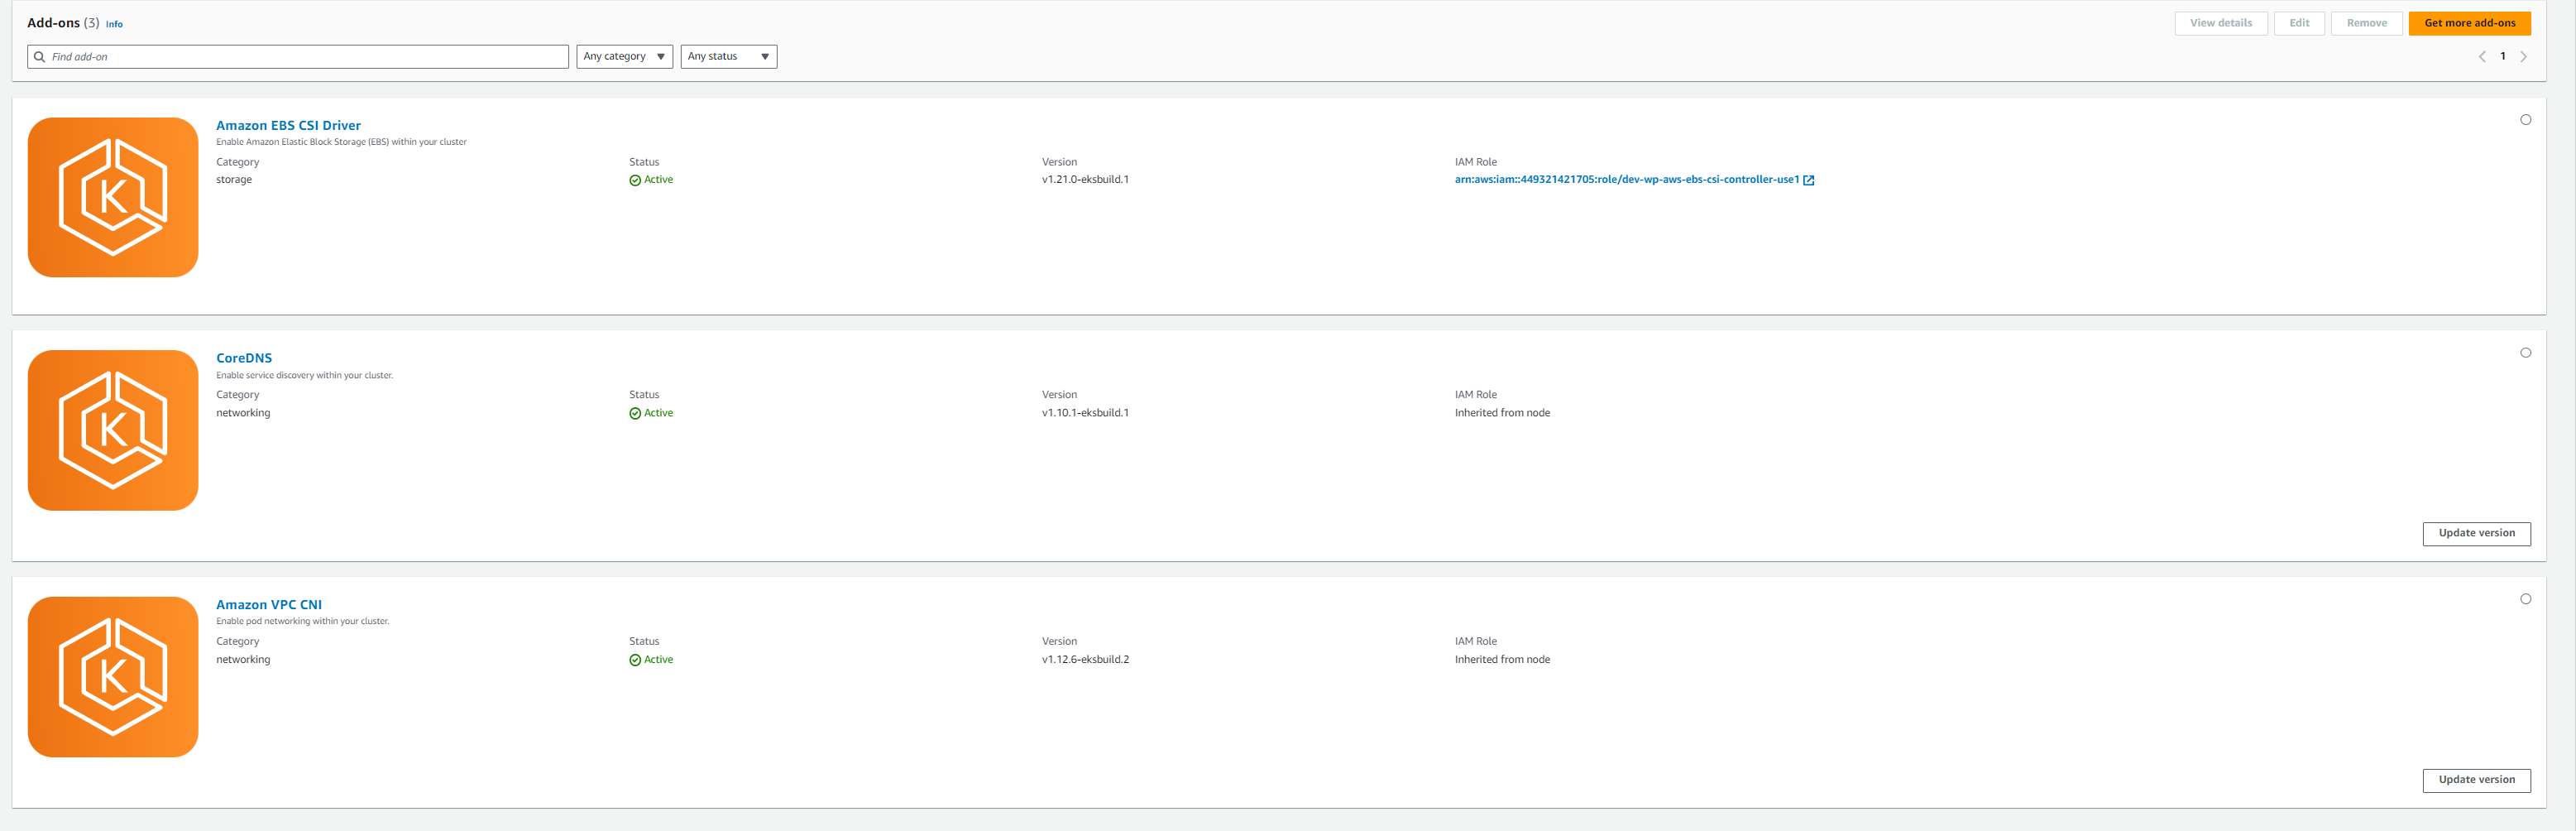 Add-ons (3) Info
View details Edit Remove Get more add-ons
Find add-on Any category Any status 1
Amazon EBS CSI Driver
Enable Amazon Elastic Block Storage (EBS) within your cluster
Category Status Version IAM Role
storage Active v1.21.0-eksbuild.1 arn:aws:iam::449321421705:role/dev-wp-aws-ebs-csi-controller-use1
K
CoreDNS
Enable service discovery within your cluster.
Category Status Version IAM Role
networking Active v1.10.1-eksbuild.1 Inherited from node
K
Update version
Amazon VPC CNI
Enable pod networking within your cluster.
Category Status Version IAM Role
networking Active v1.12.6-eksbuild.2 Inherited from node
K
Update version